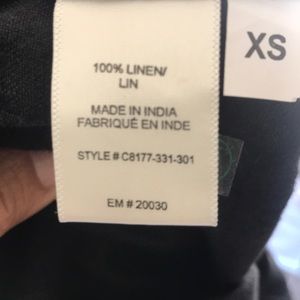 100% LINEN/
LIN
MADE IN INDIA
FABRIQUÉ EN INDE
STYLE # C8177-331-301
EM # 20030
XS